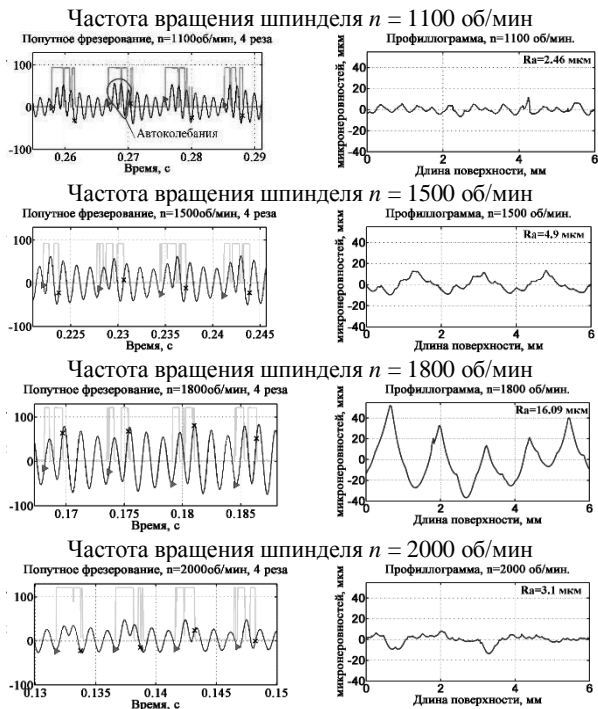 Частота вращения шпинделя n = 1100 об/мин
Попутное фрезерование, n=1100об/мин, 4 реза
100
0
-100
Автоколебания
0.26 0.27 0.28 0.29
Время, с
Профиллограмма, n=1100 об/мин.
Ra=2.46 мкм
микронеровностей, мкм
40
20
0
-20
-40
0 2 4 6
Длина поверхности, мм
Частота вращения шпинделя n = 1500 об/мин
Попутное фрезерование, n=1500об/мин, 4 реза
100
0
-100
0.225 0.23 0.235 0.24 0.245
Время, с
Профиллограмма, n=1500 об/мин.
Ra=4.9 мкм
микронеровностей, мкм
40
20
0
-20
-40
0 2 4 6
Длина поверхности, мм
Частота вращения шпинделя n = 1800 об/мин
Попутное фрезерование, n=1800об/мин, 4 реза
100
0
-100
0.17 0.175 0.18 0.185
Время, с
Профиллограмма, n=1800 об/мин.
Ra=16.09 мкм
микронеровностей, мкм
40
20
0
-20
-40
0 2 4 6
Длина поверхности, мм
Частота вращения шпинделя n = 2000 об/мин
Попутное фрезерование, n=2000об/мин, 4 реза
100
0
-100
0.13 0.135 0.14 0.145 0.15
Время, с
Профиллограмма, n=2000 об/мин.
Ra=3.1 мкм
микронеровностей, мкм
40
20
0
-20
-40
0 2 4 6
Длина поверхности, мм